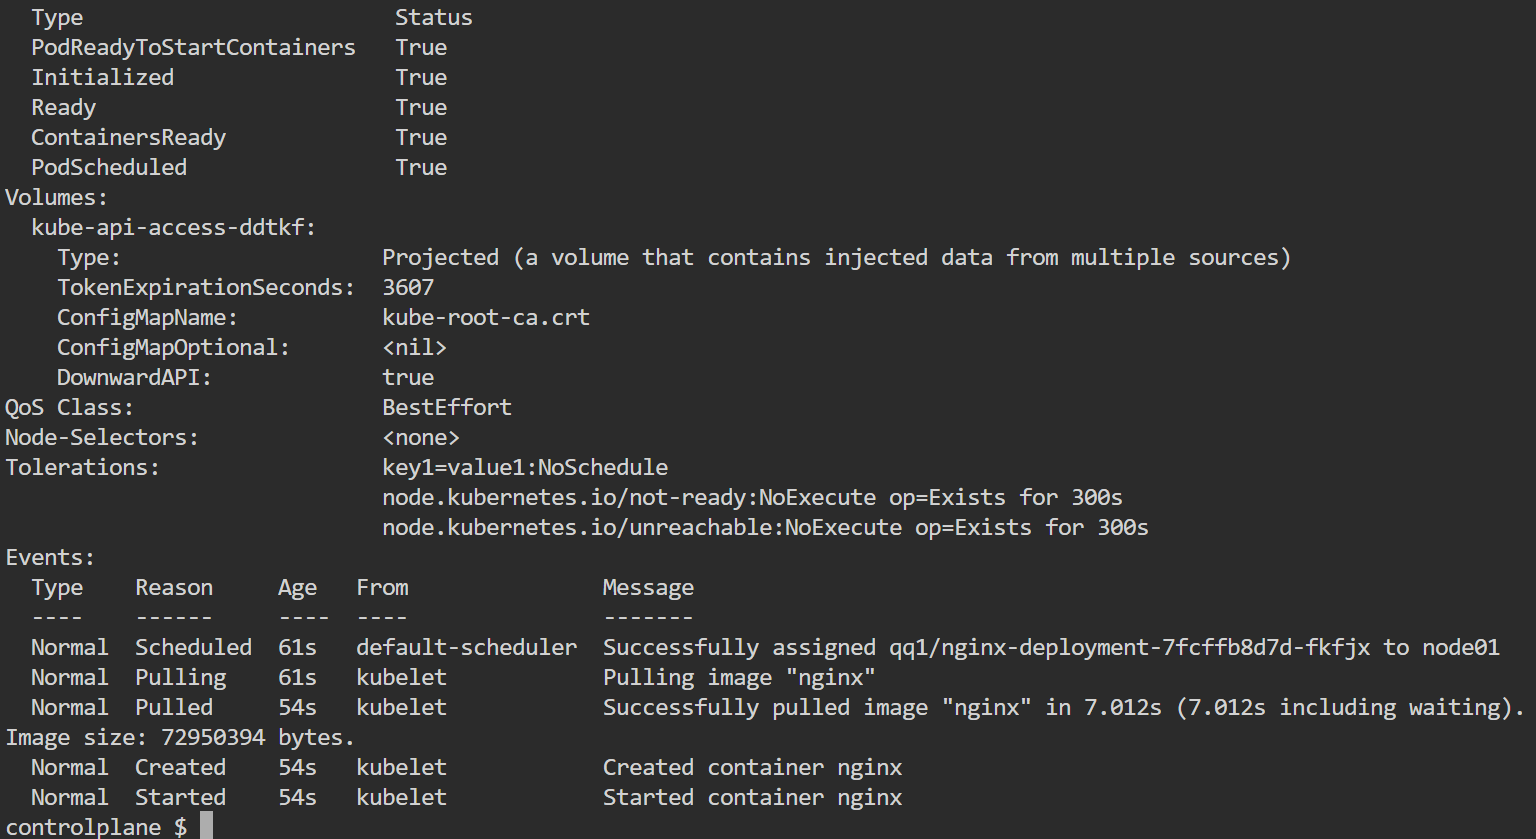 Type                        Status
  PodReadyToStartContainers   True
  Initialized                 True
  Ready                       True
  ContainersReady             True
  PodScheduled                True
Volumes:
  kube-api-access-ddtkf:
    Type:                    Projected (a volume that contains injected data from multiple sources)
    TokenExpirationSeconds:  3607
    ConfigMapName:           kube-root-ca.crt
    ConfigMapOptional:       <nil>
    DownwardAPI:             true
QoS Class:                   BestEffort
Node-Selectors:              <none>
Tolerations:                 key1=value1:NoSchedule
                             node.kubernetes.io/not-ready:NoExecute op=Exists for 300s
                             node.kubernetes.io/unreachable:NoExecute op=Exists for 300s
Events:
  Type    Reason     Age   From               Message
  ----    ------     ----  ----               -------
  Normal  Scheduled  61s   default-scheduler  Successfully assigned qq1/nginx-deployment-7fcffb8d7d-fkfjx to node01
  Normal  Pulling    61s   kubelet            Pulling image "nginx"
  Normal  Pulled     54s   kubelet            Successfully pulled image "nginx" in 7.012s (7.012s including waiting).
Image size: 72950394 bytes.
  Normal  Created    54s   kubelet            Created container nginx
  Normal  Started    54s   kubelet            Started container nginx
controlplane $